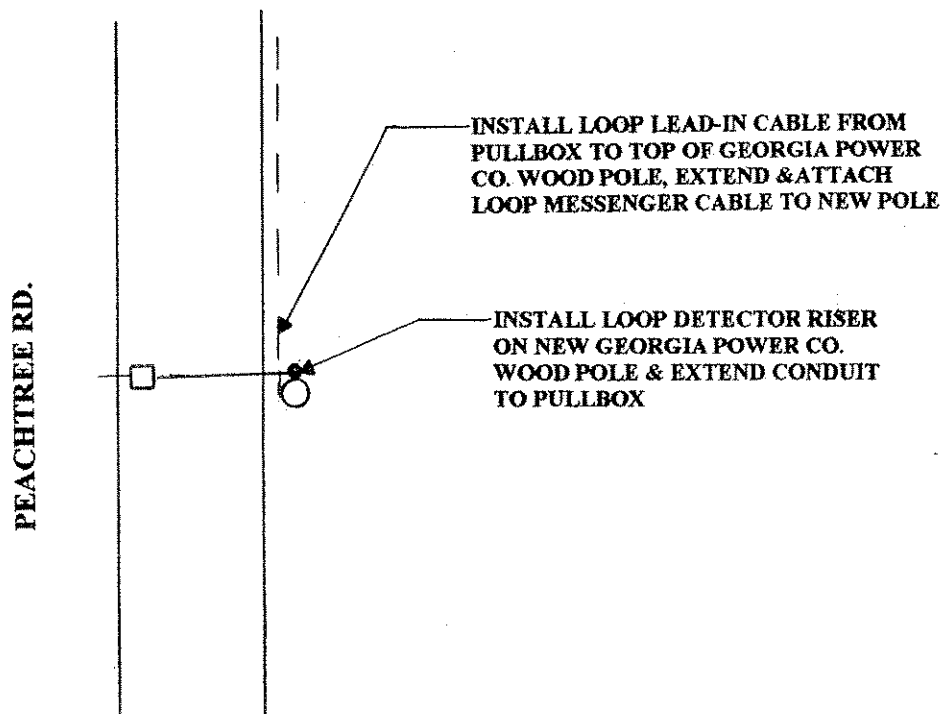 INSTALL LOOP LEAD-IN CABLE FROM
PULLBOX TO TOP OF GEORGIA POWER
CO. WOOD POLE, EXTEND &ATTACH
LOOP MESSENGER CABLE TO NEW POLE
INSTALL LOOP DETECTOR RISER
ON NEW GEORGIA POWER CO.
WOOD POLE & EXTEND CONDUIT
TO PULLBOX
PEACHTREE RD.